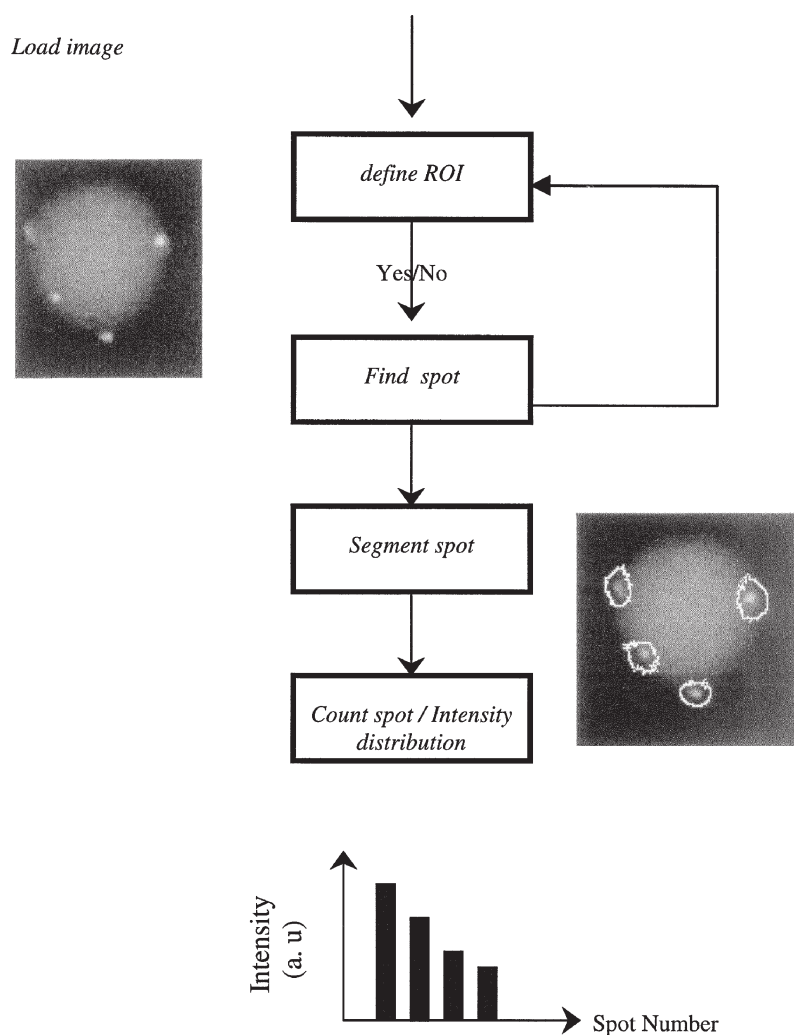 Load image
define ROI
Yes/No
Find spot
Segment spot
Count spot / Intensity
distribution
Intensity
(a. u)
Spot Number